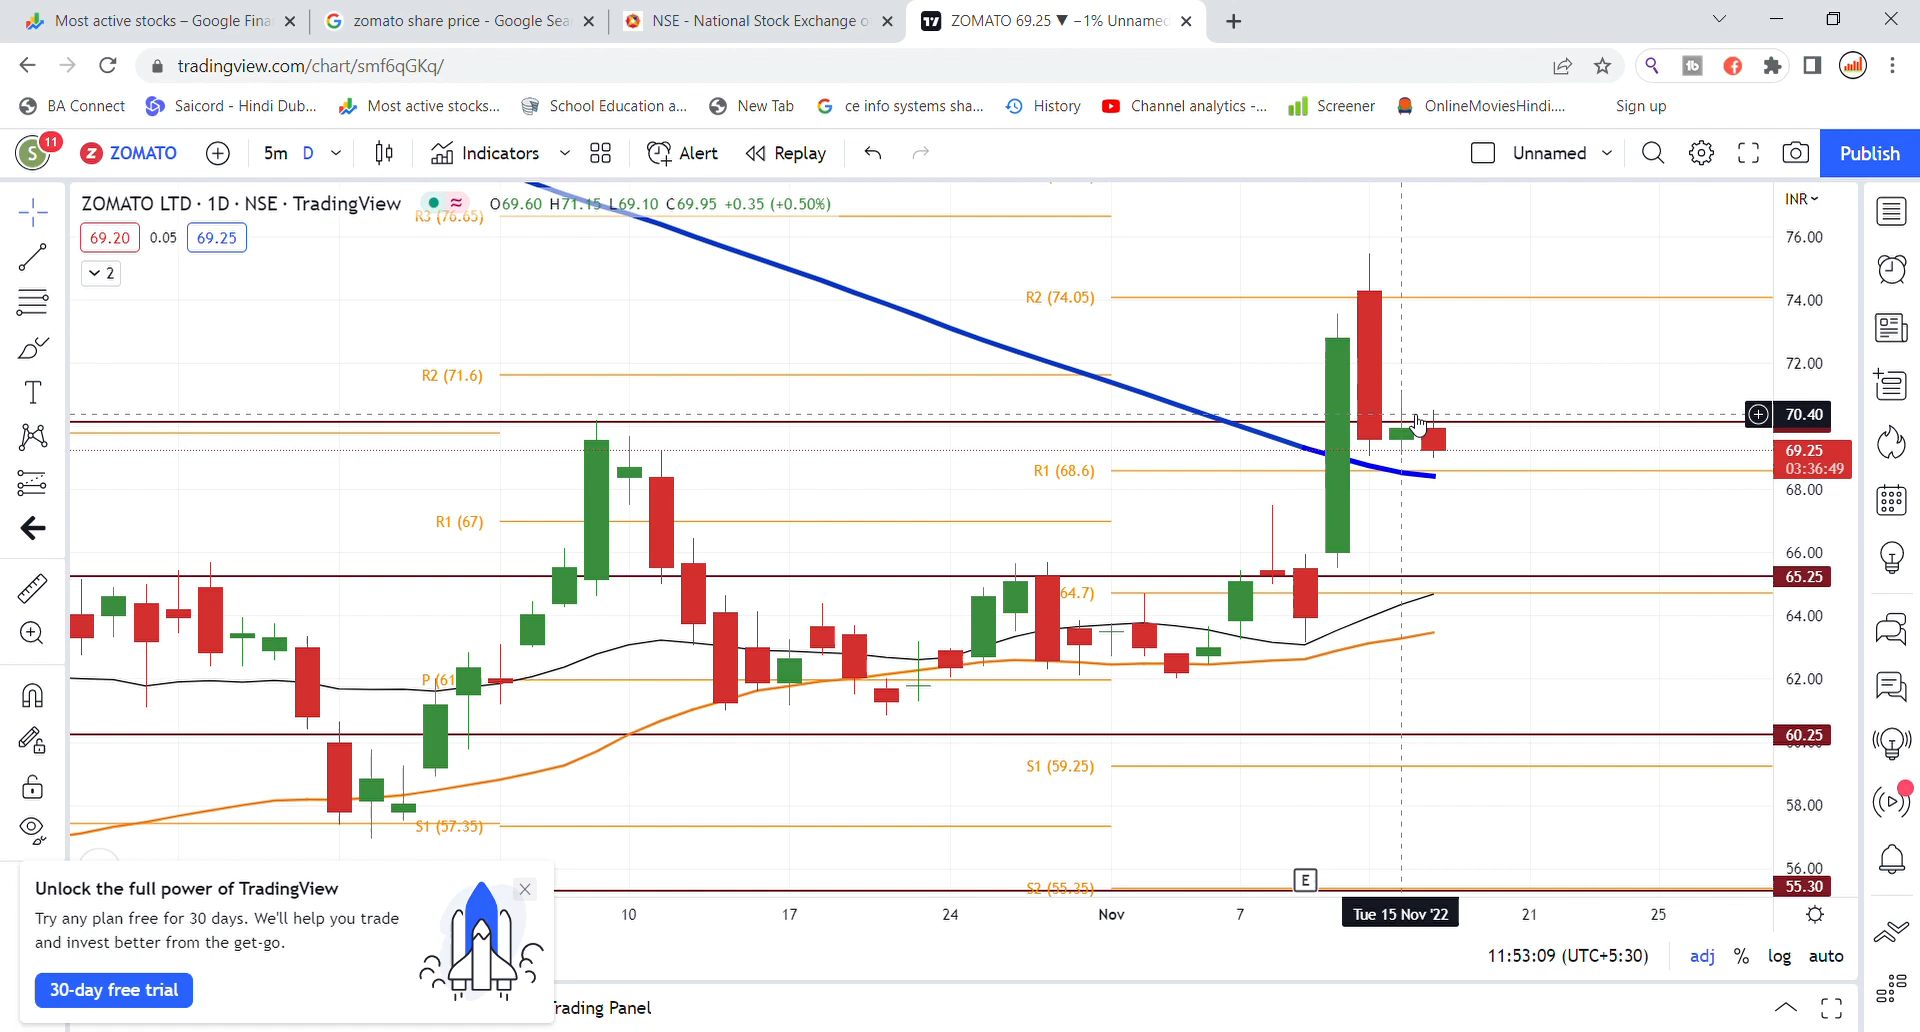 Most active stocks – Google Fina
zomato share price - Google Sea
NSE - National Stock Exchange o
ZOMATO 69.25 ▼ −1% Unnamed
tradingview.com/chart/smf6qGKq/
BA Connect
Saicord - Hindi Dub...
Most active stocks...
School Education a...
New Tab
ce info systems sha...
History
Channel analytics -...
Screener
OnlineMoviesHindi....
Sign up
S
11
ZOMATO
5m
D
Indicators
Alert
Replay
Unnamed
Publish
ZOMATO LTD · 1D · NSE · TradingView
O69.60 H71.15 L69.10 C69.95 +0.35 (+0.50%)
INR
69.20
0.05
69.25
2
R3 (76.65)
76.00
R2 (74.05)
74.00
R2 (71.6)
72.00
70.40
69.25
03:36:49
R1 (68.6)
68.00
R1 (67)
66.00
65.25
64.7)
64.00
P (61
62.00
60.25
S1 (59.25)
58.00
S1 (57.35)
56.00
S2 (55.35)
55.30
E
10
17
24
Nov
7
Tue 15 Nov '22
21
25
Unlock the full power of TradingView
Try any plan free for 30 days. We'll help you trade
and invest better from the get-go.
30-day free trial
11:53:09 (UTC+5:30)
adj
%
log
auto
rading Panel